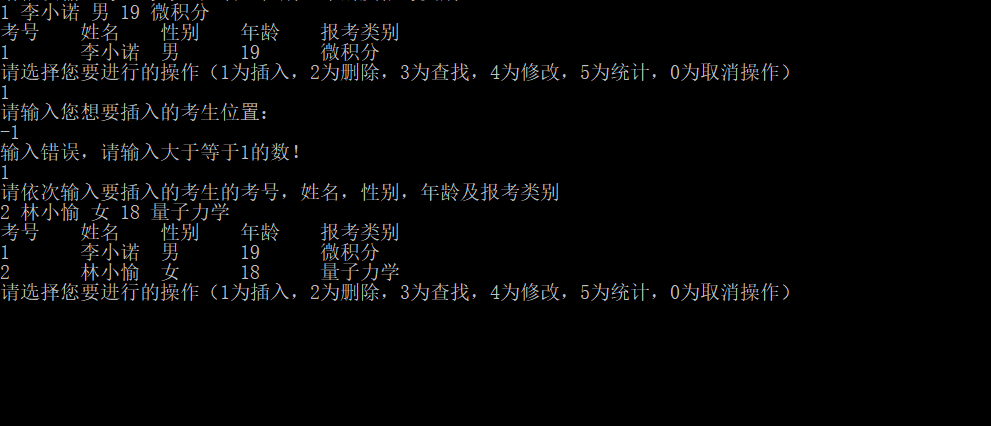 1 李小诺 男 19 微积分
考号 姓名 性别 年龄 报考类别
1 李小诺 男 19 微积分
请选择您要进行的操作（1为插入，2为删除，3为查找，4为修改，5为统计，0为取消操作）
1
请输入您想要插入的考生位置：
-1
输入错误，请输入大于等于1的数！
1
请依次输入要插入的考生的考号，姓名，性别，年龄及报考类别
2 林小愉 女 18 量子力学
考号 姓名 性别 年龄 报考类别
1 李小诺 男 19 微积分
2 林小愉 女 18 量子力学
请选择您要进行的操作（1为插入，2为删除，3为查找，4为修改，5为统计，0为取消操作）